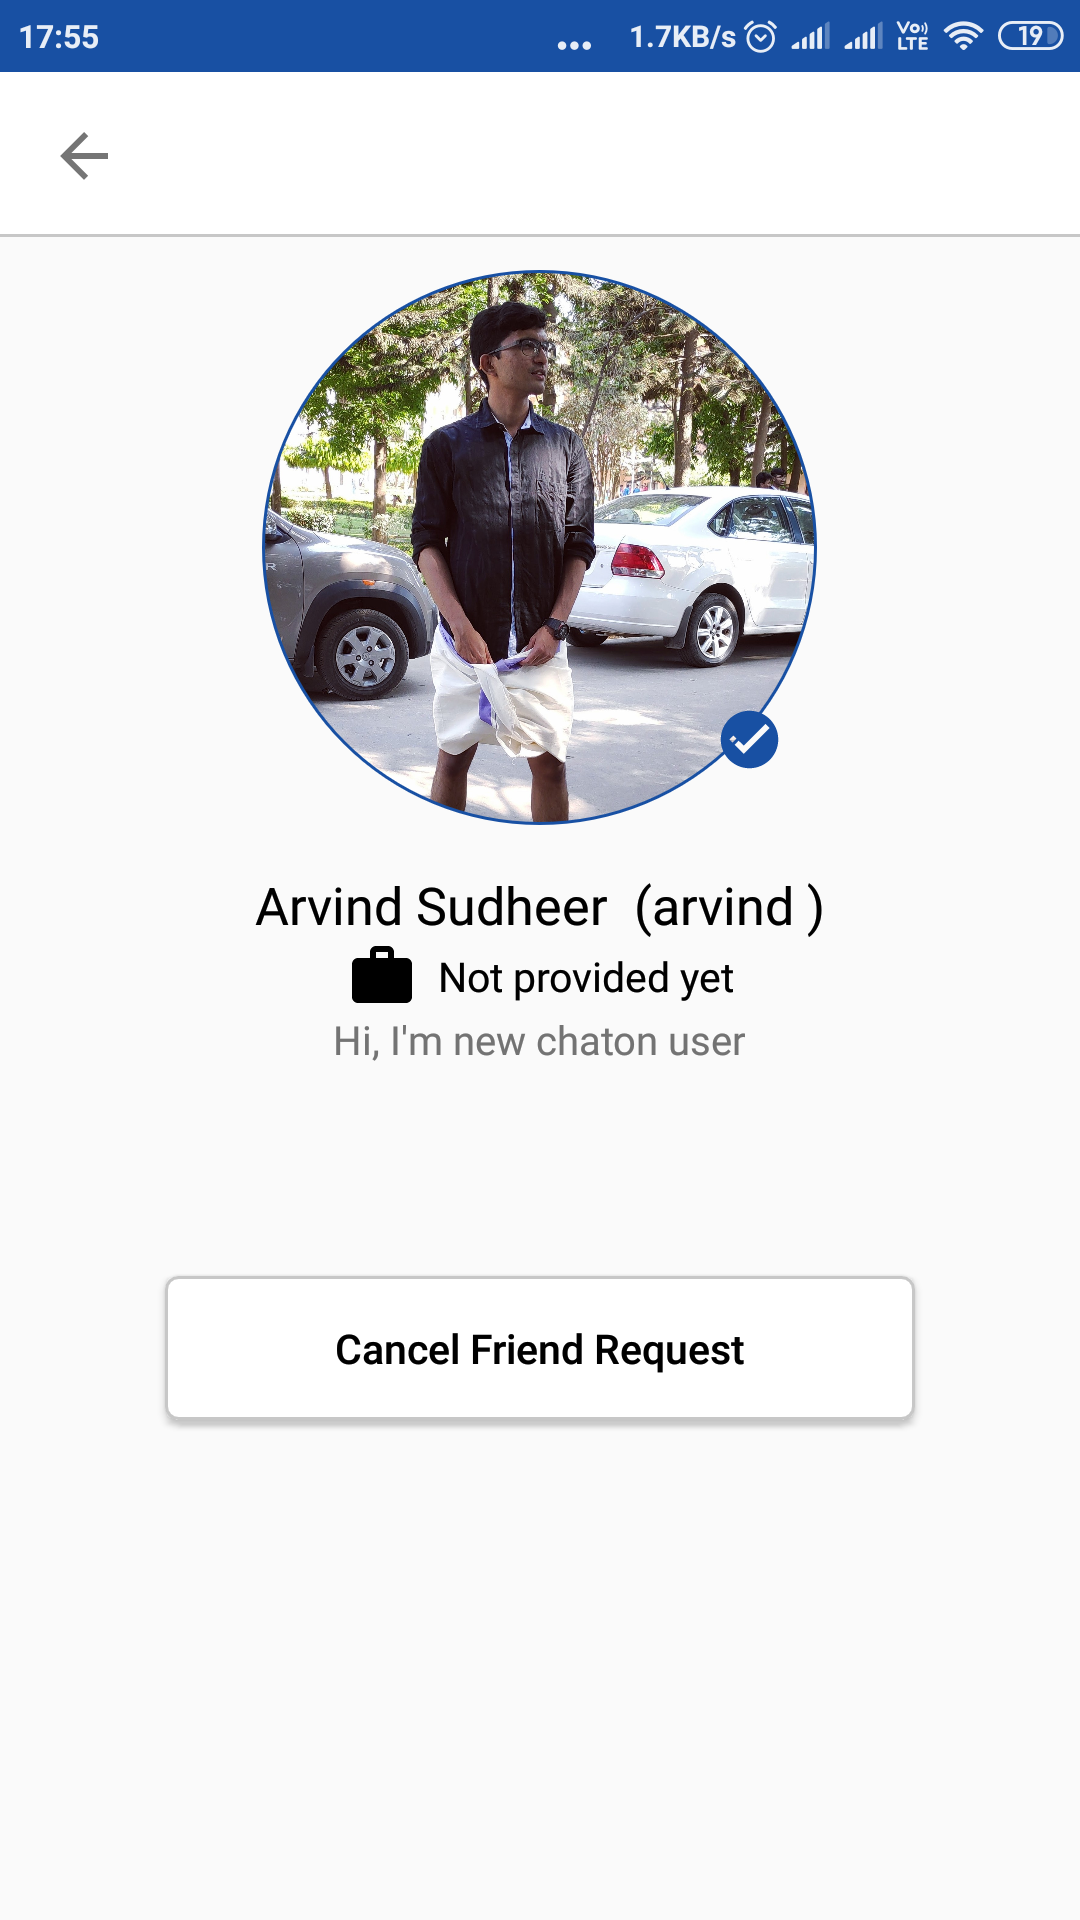 17:55 ... 1.7KB/s Vo LTE 19
R
Arvind Sudheer (arvind )
Not provided yet
Hi, I'm new chaton user
Cancel Friend Request